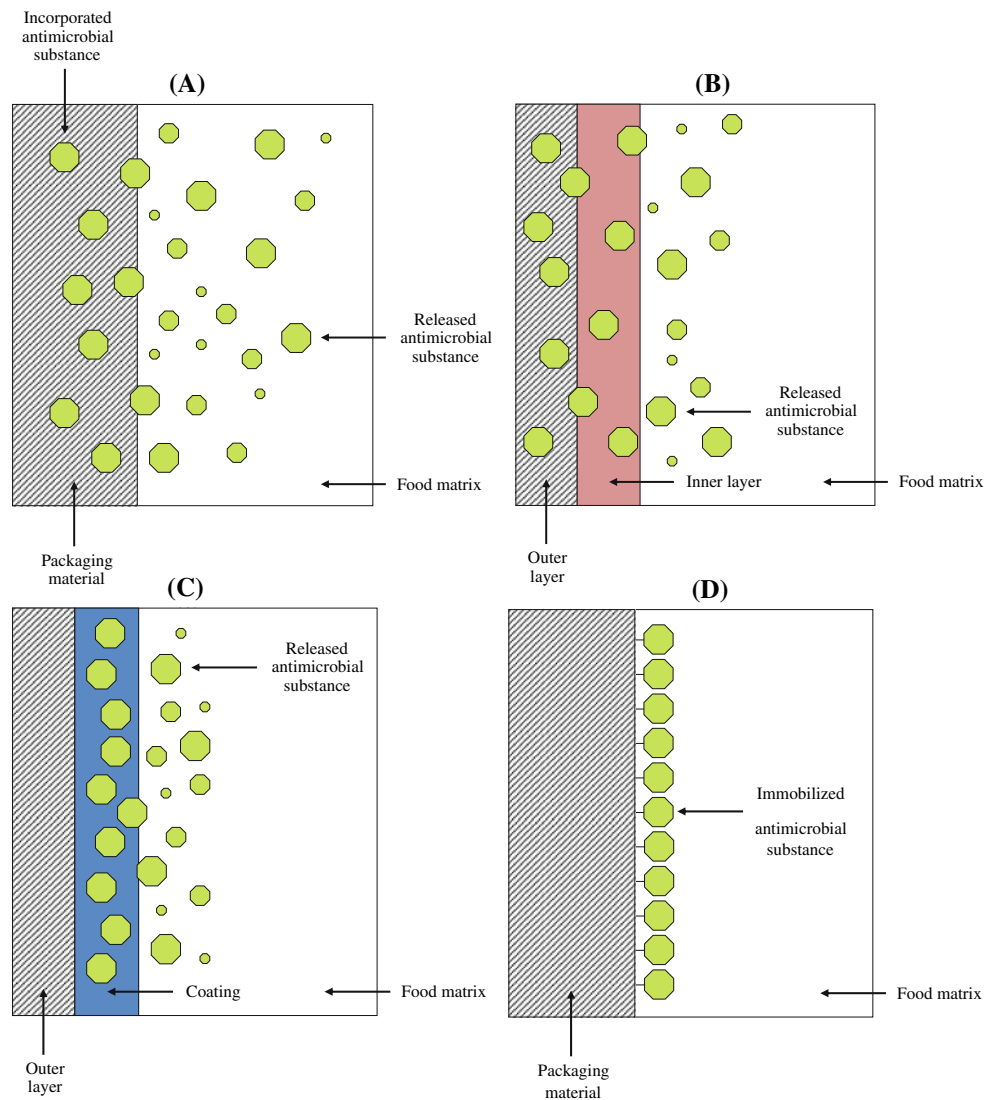 Incorporated
antimicrobial
substance
(A)
Released
antimicrobial
substance
Food matrix
Packaging
material
(B)
Released
antimicrobial
substance
Inner layer
Food matrix
Outer
layer
(C)
Released
antimicrobial
substance
Coating
Food matrix
Outer
layer
(D)
Immobilized
antimicrobial
substance
Food matrix
Packaging
material